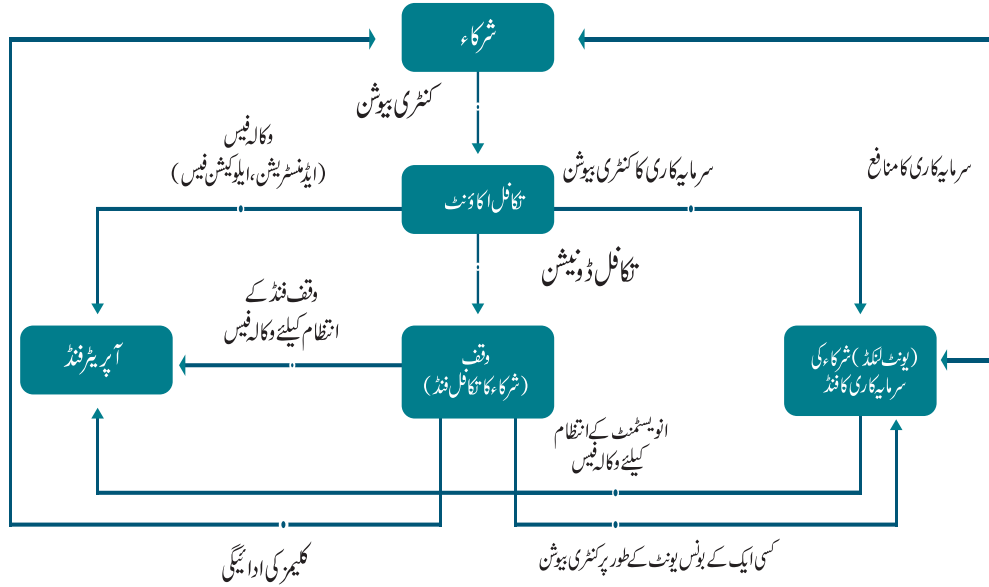 شرکاء
کنٹری بیوشن
وکالہ فیس
(ایڈمنسٹریشن، ایلوکیشن فیس)
سرمایہ کاری کا کنٹری بیوشن
سرمایہ کاری کا منافع
تکافل اکاؤنٹ
تکافل ڈونیشن
وقف فنڈ کے
انتظام کیلئے وکالہ فیس
آپریٹر فنڈ
وقف
(شرکاء کا تکافل فنڈ)
(یونٹ لنکڈ) شرکاء کی
سرمایہ کاری کا فنڈ
انویسٹمنٹ کے انتظام
کیلئے وکالہ فیس
کلیمز کی ادائیگی
کسی ایک کے بونس یونٹ کے طور پر کنٹری بیوشن